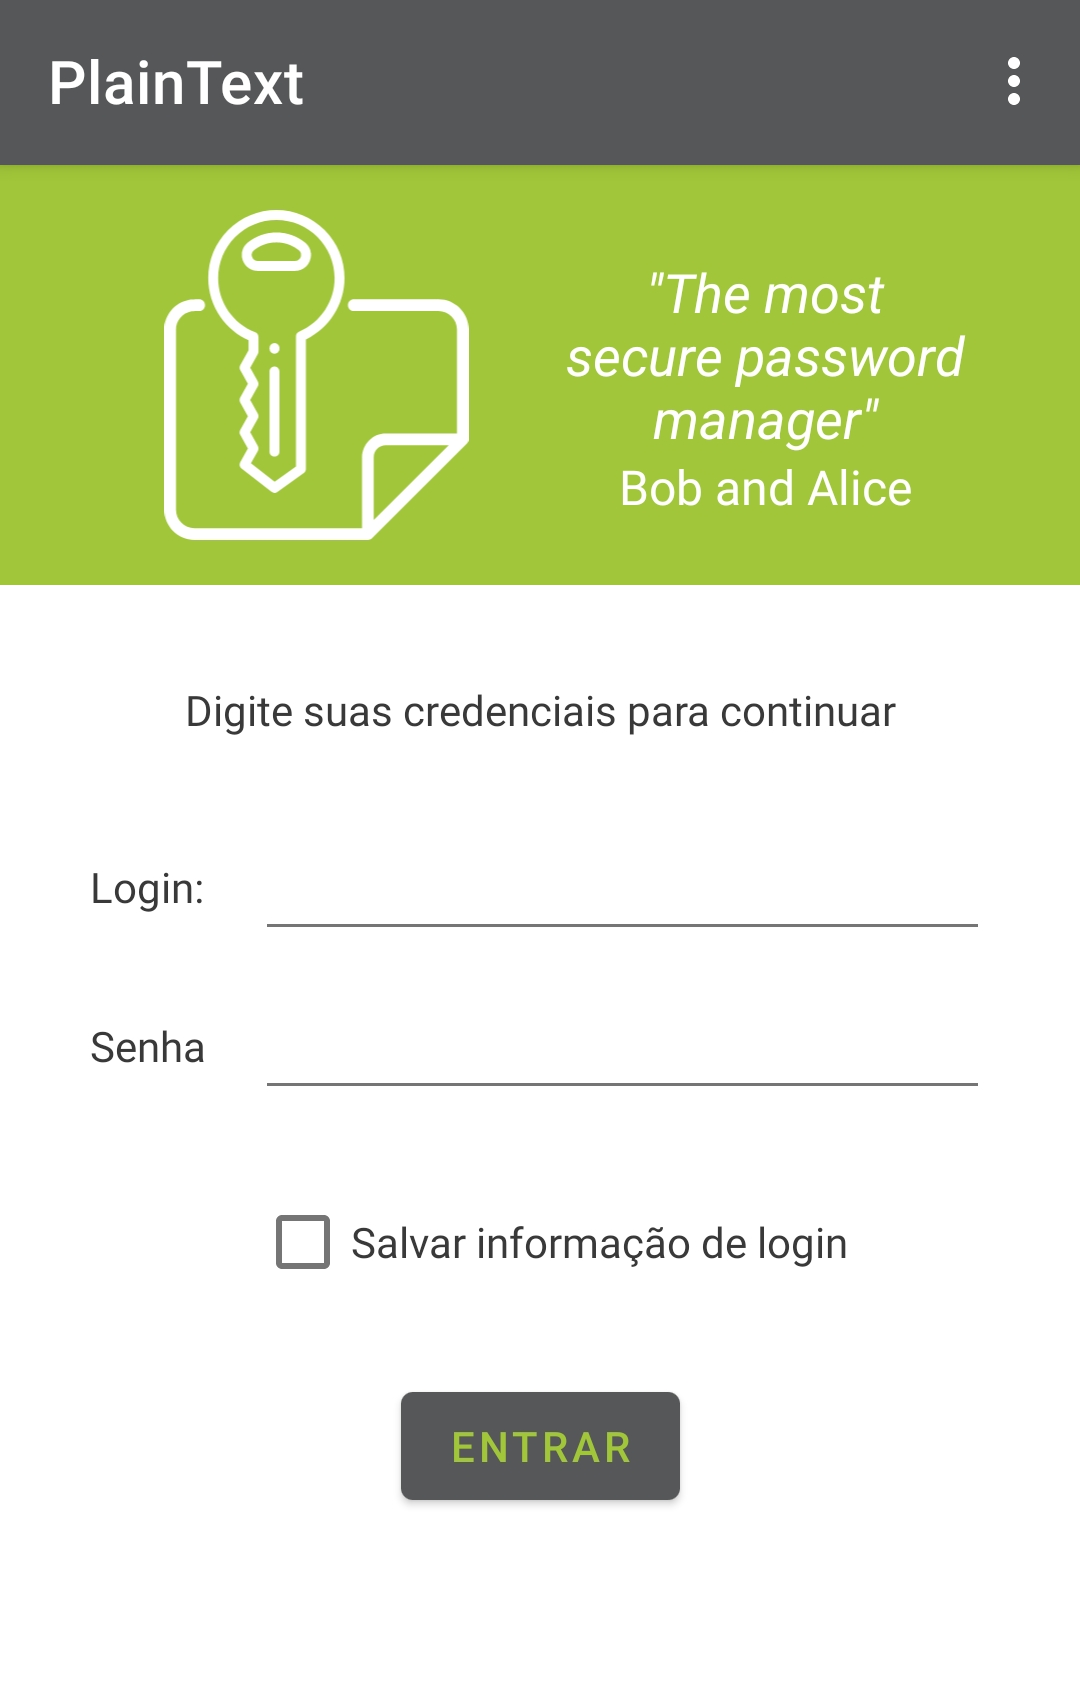 PlainText
"The most
secure password
manager"
Bob and Alice
Digite suas credenciais para continuar
Login:
Senha
Salvar informação de login
ENTRAR